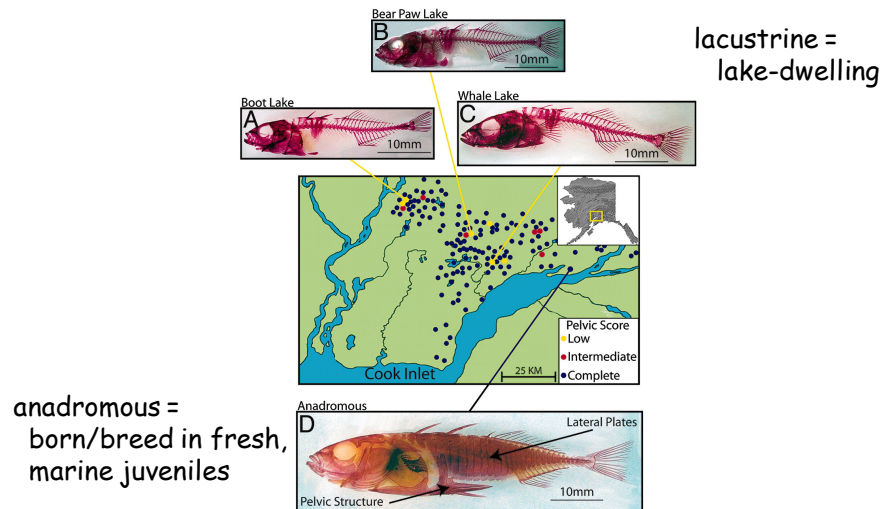 Bear Paw Lake
B
10mm
lacustrine =
lake-dwelling
Boot Lake
A
10mm
Whale Lake
C
10mm
Pelvic Score
Low
Intermediate
Complete
25 KM
Cook Inlet
anadromous =
born/breed in fresh,
marine juveniles
Anadromous
D
Lateral Plates
10mm
Pelvic Structure